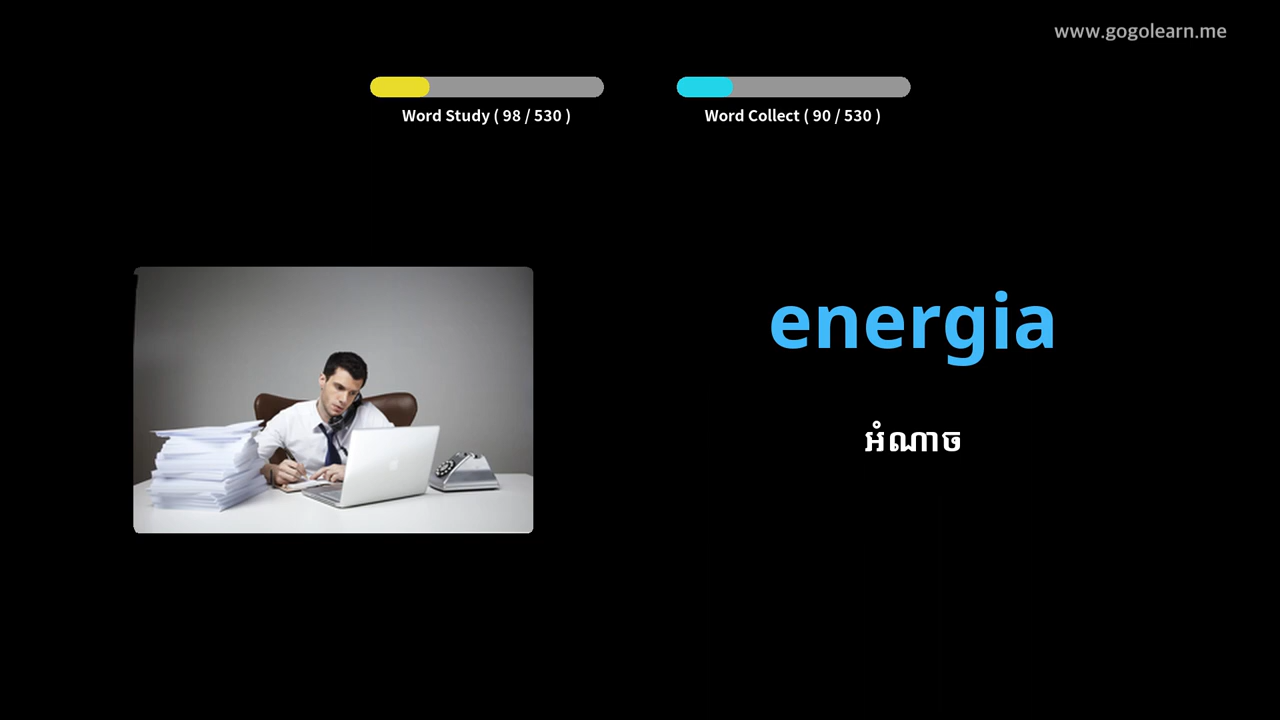 www.gogolearn.me
Word Study ( 98 / 530 )
Word Collect ( 90 / 530 )
energia
អំណាច